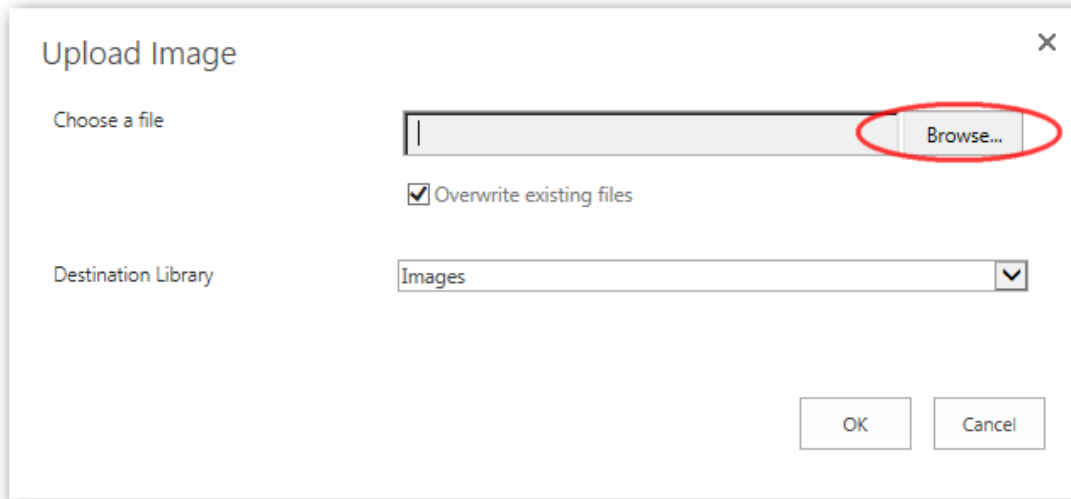 Upload Image
Choose a file
Browse...
Overwrite existing files
Destination Library
Images
OK
Cancel